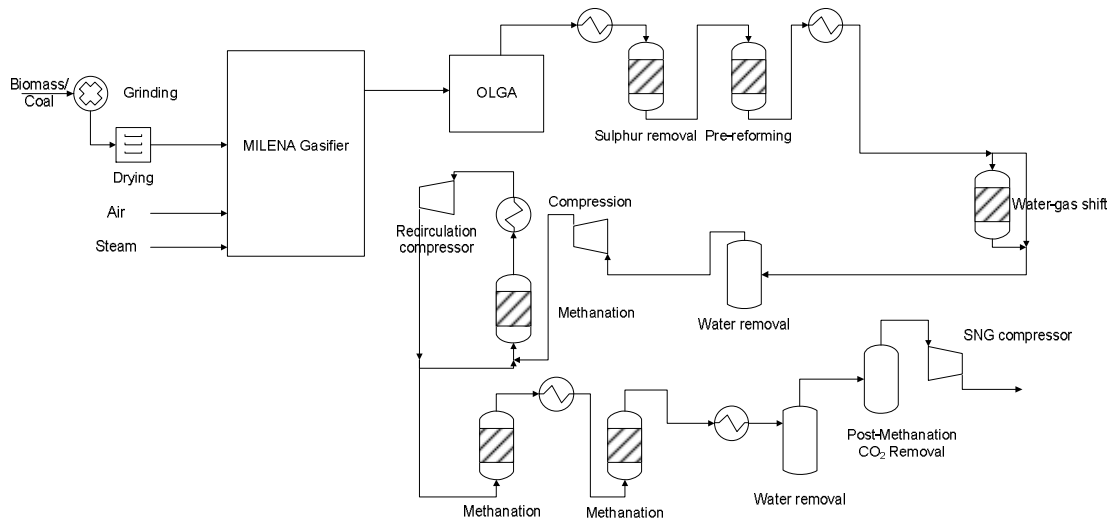 Biomass/
Coal
Grinding
Drying
Air
Steam
MILENA Gasifier
OLGA
Sulphur removal
Pre-reforming
Water-gas shift
Recirculation
compressor
Compression
Methanation
Water removal
SNG compressor
Post-Methanation
CO₂ Removal
Water removal
Methanation
Methanation